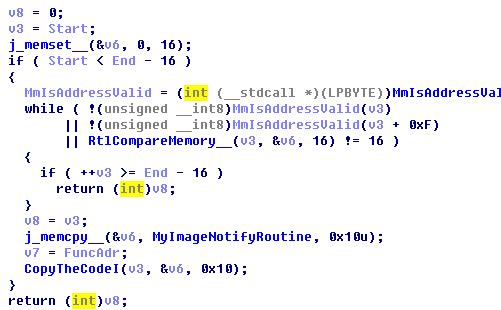 v8 = 0;
v3 = Start;
j_memset__(&v6, 0, 16);
if ( Start < End - 16 )
{
MmIsAddressValid = (int (__stdcall *)(LPBYTE))MmIsAddressVal
while ( !(unsigned __int8)MmIsAddressValid(v3)
|| !(unsigned __int8)MmIsAddressValid(v3 + 0xF)
|| RtlCompareMemory__(v3, &v6, 16) != 16 )
{
if ( ++v3 >= End - 16 )
return (int)v8;
}
v8 = v3;
j_memcpy__(&v6, MyImageNotifyRoutine, 0x10u);
v7 = FuncAdr;
CopyTheCodeI(v3, &v6, 0x10);
}
return (int)v8;